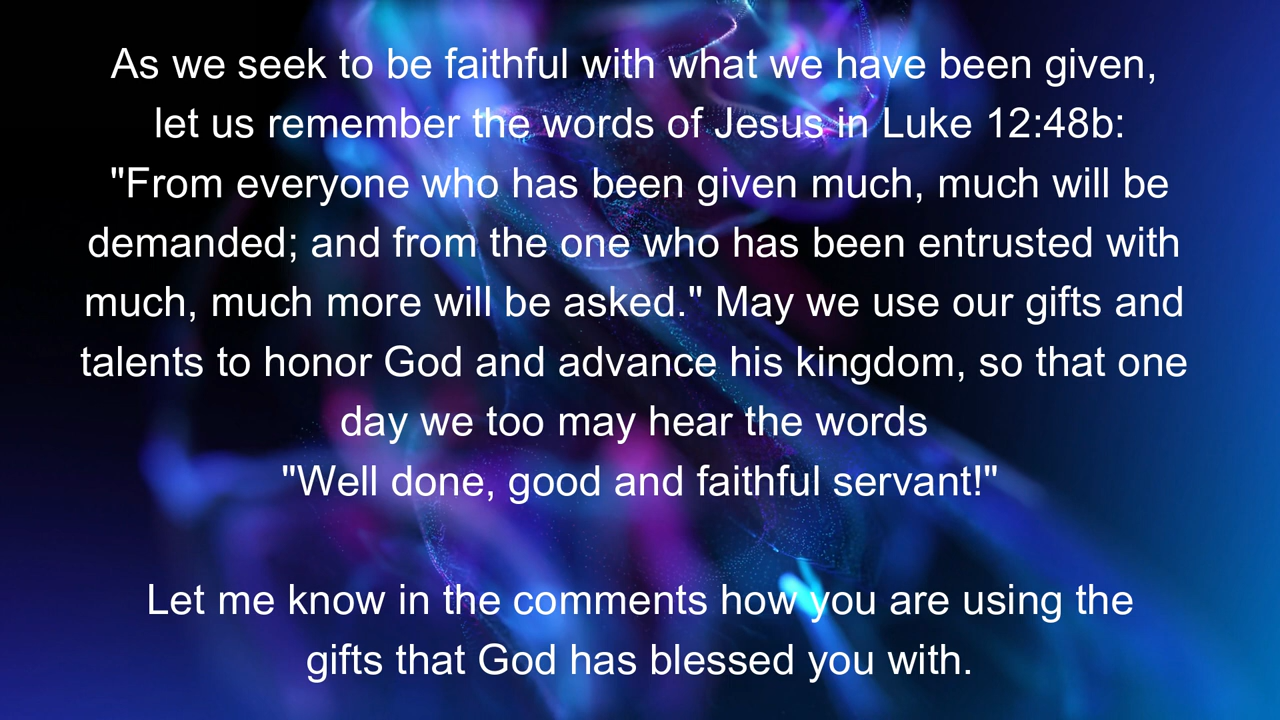 As we seek to be faithful with what we have been given,
let us remember the words of Jesus in Luke 12:48b:
"From everyone who has been given much, much will be
demanded; and from the one who has been entrusted with
much, much more will be asked." May we use our gifts and
talents to honor God and advance his kingdom, so that one
day we too may hear the words
"Well done, good and faithful servant!"
Let me know in the comments how you are using the
gifts that God has blessed you with.